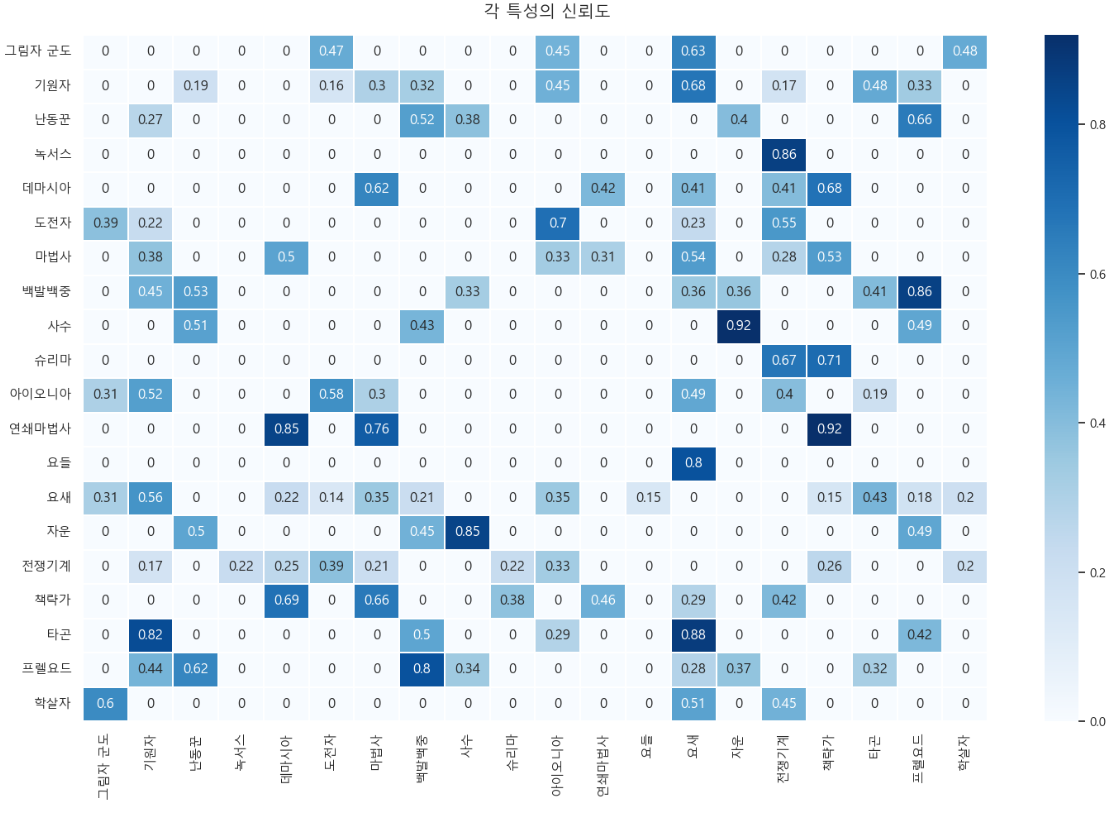 각 특성의 신뢰도
그림자 군도 0 0 0 0 0 0.47 0 0 0 0 0.45 0 0 0.63 0 0 0 0 0 0.48
기원자 0 0 0.19 0 0 0.16 0.3 0.32 0 0 0.45 0 0 0.68 0 0.17 0 0.48 0.33 0
난동꾼 0 0.27 0 0 0 0 0 0.52 0.38 0 0 0 0 0 0.4 0 0 0 0.66 0
녹서스 0 0 0 0 0 0 0 0 0 0 0 0 0 0 0 0.86 0 0 0 0
데마시아 0 0 0 0 0 0 0.62 0 0 0 0 0.42 0 0.41 0 0.41 0.68 0 0 0
도전자 0.39 0.22 0 0 0 0 0 0 0 0 0.7 0 0 0.23 0 0.55 0 0 0 0
마법사 0 0.38 0 0 0.5 0 0 0 0 0 0.33 0.31 0 0.54 0 0.28 0.53 0 0 0
백발백중 0 0.45 0.53 0 0 0 0 0 0.33 0 0 0 0 0.36 0.36 0 0 0.41 0.86 0
사수 0 0 0.51 0 0 0 0 0.43 0 0 0 0 0 0 0.92 0 0 0 0.49 0
슈리마 0 0 0 0 0 0 0 0 0 0 0 0 0 0 0 0.67 0.71 0 0 0
아이오니아 0.31 0.52 0 0 0 0.58 0.3 0 0 0 0 0 0 0.49 0 0.4 0 0.19 0 0
연쇄마법사 0 0 0 0 0.85 0 0.76 0 0 0 0 0 0 0 0 0 0.92 0 0 0
요들 0 0 0 0 0 0 0 0 0 0 0 0 0 0.8 0 0 0 0 0 0
요새 0.31 0.56 0 0 0.22 0.14 0.35 0.21 0 0 0.35 0 0.15 0 0 0 0.15 0.43 0.18 0.2
자운 0 0 0.5 0 0 0 0 0.45 0.85 0 0 0 0 0 0 0 0 0 0.49 0
전쟁기계 0 0.17 0 0.22 0.25 0.39 0.21 0 0 0.22 0.33 0 0 0 0 0 0.26 0 0 0.2
책략가 0 0 0 0 0.69 0 0.66 0 0 0.38 0 0.46 0 0.29 0 0.42 0 0 0 0
타곤 0 0.82 0 0 0 0 0 0.5 0 0 0.29 0 0 0.88 0 0 0 0 0.42 0
프렐요드 0 0.44 0.62 0 0 0 0 0.8 0.34 0 0 0 0 0.28 0.37 0 0 0.32 0 0
학살자 0.6 0 0 0 0 0 0 0 0 0 0 0 0 0.51 0 0.45 0 0 0 0
그림자 군도
기원자
난동꾼
녹서스
데마시아
도전자
마법사
백발백중
사수
슈리마
아이오니아
연쇄마법사
요들
요새
자운
전쟁기계
책략가
타곤
프렐요드
학살자
0.8
0.6
0.4
0.2
0.0